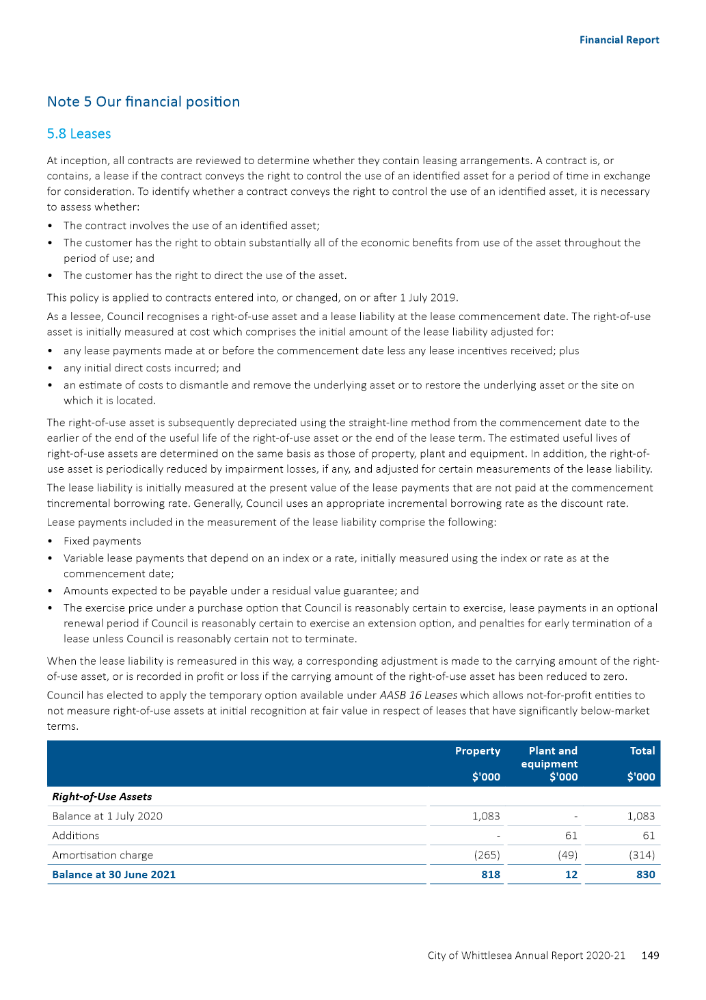 Financial Report
Note 5 Our financial position
5.8 Leases
At inception, all contracts are reviewed to determine whether they contain leasing arrangements. A contract is, or
contains, a lease if the contract conveys the right to control the use of an identified asset for a period of time in exchange
for consideration. To identify whether a contract conveys the right to control the use of an identified asset, it is necessary
to assess whether:
• The contract involves the use of an identified asset;
• The customer has the right to obtain substantially all of the economic benefits from use of the asset throughout the
period of use; and
• The customer has the right to direct the use of the asset.
This policy is applied to contracts entered into, or changed, on or after 1 July 2019.
As a lessee, Council recognises a right-of-use asset and a lease liability at the lease commencement date. The right-of-use
asset is initially measured at cost which comprises the initial amount of the lease liability adjusted for:
• any lease payments made at or before the commencement date less any lease incentives received; plus
• any initial direct costs incurred; and
• an estimate of costs to dismantle and remove the underlying asset or to restore the underlying asset or the site on
which it is located.
The right-of-use asset is subsequently depreciated using the straight-line method from the commencement date to the
earlier of the end of the useful life of the right-of-use asset or the end of the lease term. The estimated useful lives of
right-of-use assets are determined on the same basis as those of property, plant and equipment. In addition, the right-of-
use asset is periodically reduced by impairment losses, if any, and adjusted for certain measurements of the lease liability.
The lease liability is initially measured at the present value of the lease payments that are not paid at the commencement
tincremental borrowing rate. Generally, Council uses an appropriate incremental borrowing rate as the discount rate.
Lease payments included in the measurement of the lease liability comprise the following:
• Fixed payments
• Variable lease payments that depend on an index or a rate, initially measured using the index or rate as at the
commencement date;
• Amounts expected to be payable under a residual value guarantee; and
• The exercise price under a purchase option that Council is reasonably certain to exercise, lease payments in an optional
renewal period if Council is reasonably certain to exercise an extension option, and penalties for early termination of a
lease unless Council is reasonably certain not to terminate.
When the lease liability is remeasured in this way, a corresponding adjustment is made to the carrying amount of the right-
of-use asset, or is recorded in profit or loss if the carrying amount of the right-of-use asset has been reduced to zero.
Council has elected to apply the temporary option available under AASB 16 Leases which allows not-for-profit entities to
not measure right-of-use assets at initial recognition at fair value in respect of leases that have significantly below-market
terms.
Property Plant and Total
equipment
$'000 $'000 $'000
Right-of-Use Assets
Balance at 1 July 2020 1,083 - 1,083
Additions - 61 61
Amortisation charge (265) (49) (314)
Balance at 30 June 2021 818 12 830
City of Whittlesea Annual Report 2020-21 149